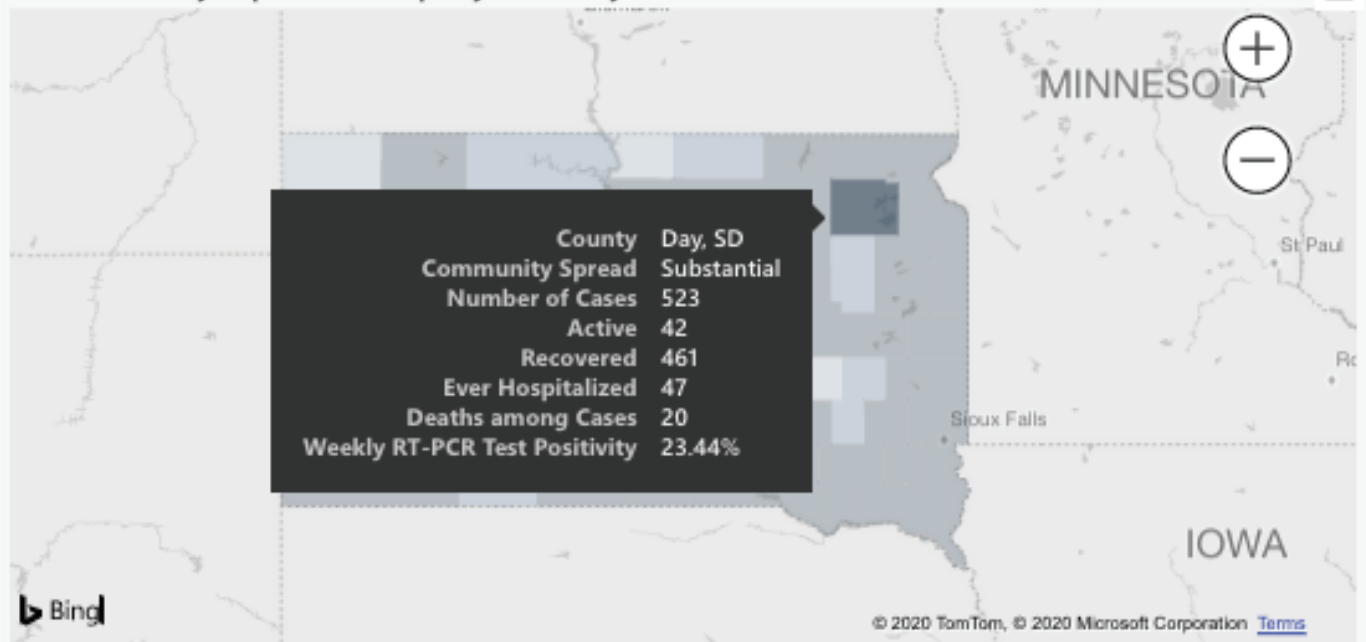 MINNESOTA
County Day, SD
Community Spread Substantial
Number of Cases 523
Active 42
Recovered 461
Ever Hospitalized 47
Deaths among Cases 20
Weekly RT-PCR Test Positivity 23.44%
St Paul
Sioux Falls
IOWA
Bing
© 2020 TomTom, © 2020 Microsoft Corporation Terms